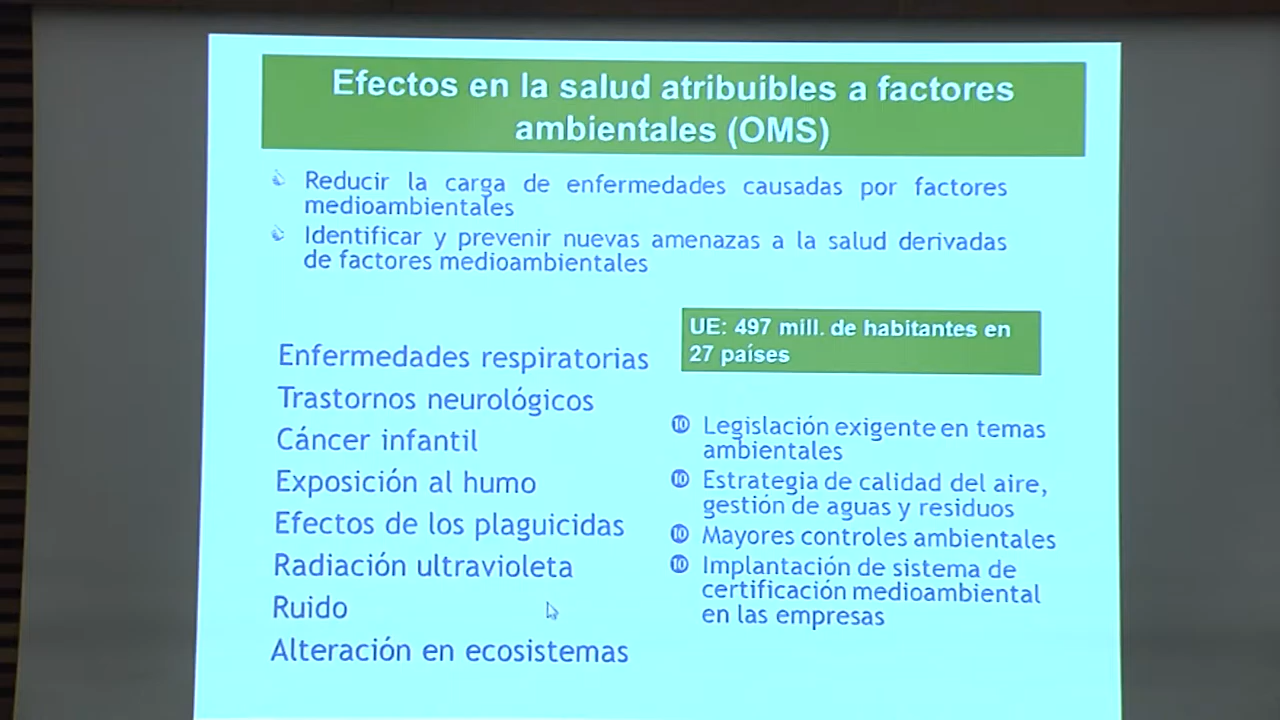 Efectos en la salud atribuibles a factores
ambientales (OMS)
Reducir la carga de enfermedades causadas por factores
medioambientales
Identificar y prevenir nuevas amenazas a la salud derivadas
de factores medioambientales
Enfermedades respiratorias
Trastornos neurológicos
Cáncer infantil
Exposición al humo
Efectos de los plaguicidas
Radiación ultravioleta
Ruido
Alteración en ecosistemas
UE: 497 mill. de habitantes en
27 países
⓾ Legislación exigente en temas
ambientales
⓾ Estrategia de calidad del aire,
gestión de aguas y residuos
⓾ Mayores controles ambientales
⓾ Implantación de sistema de
certificación medioambiental
en las empresas